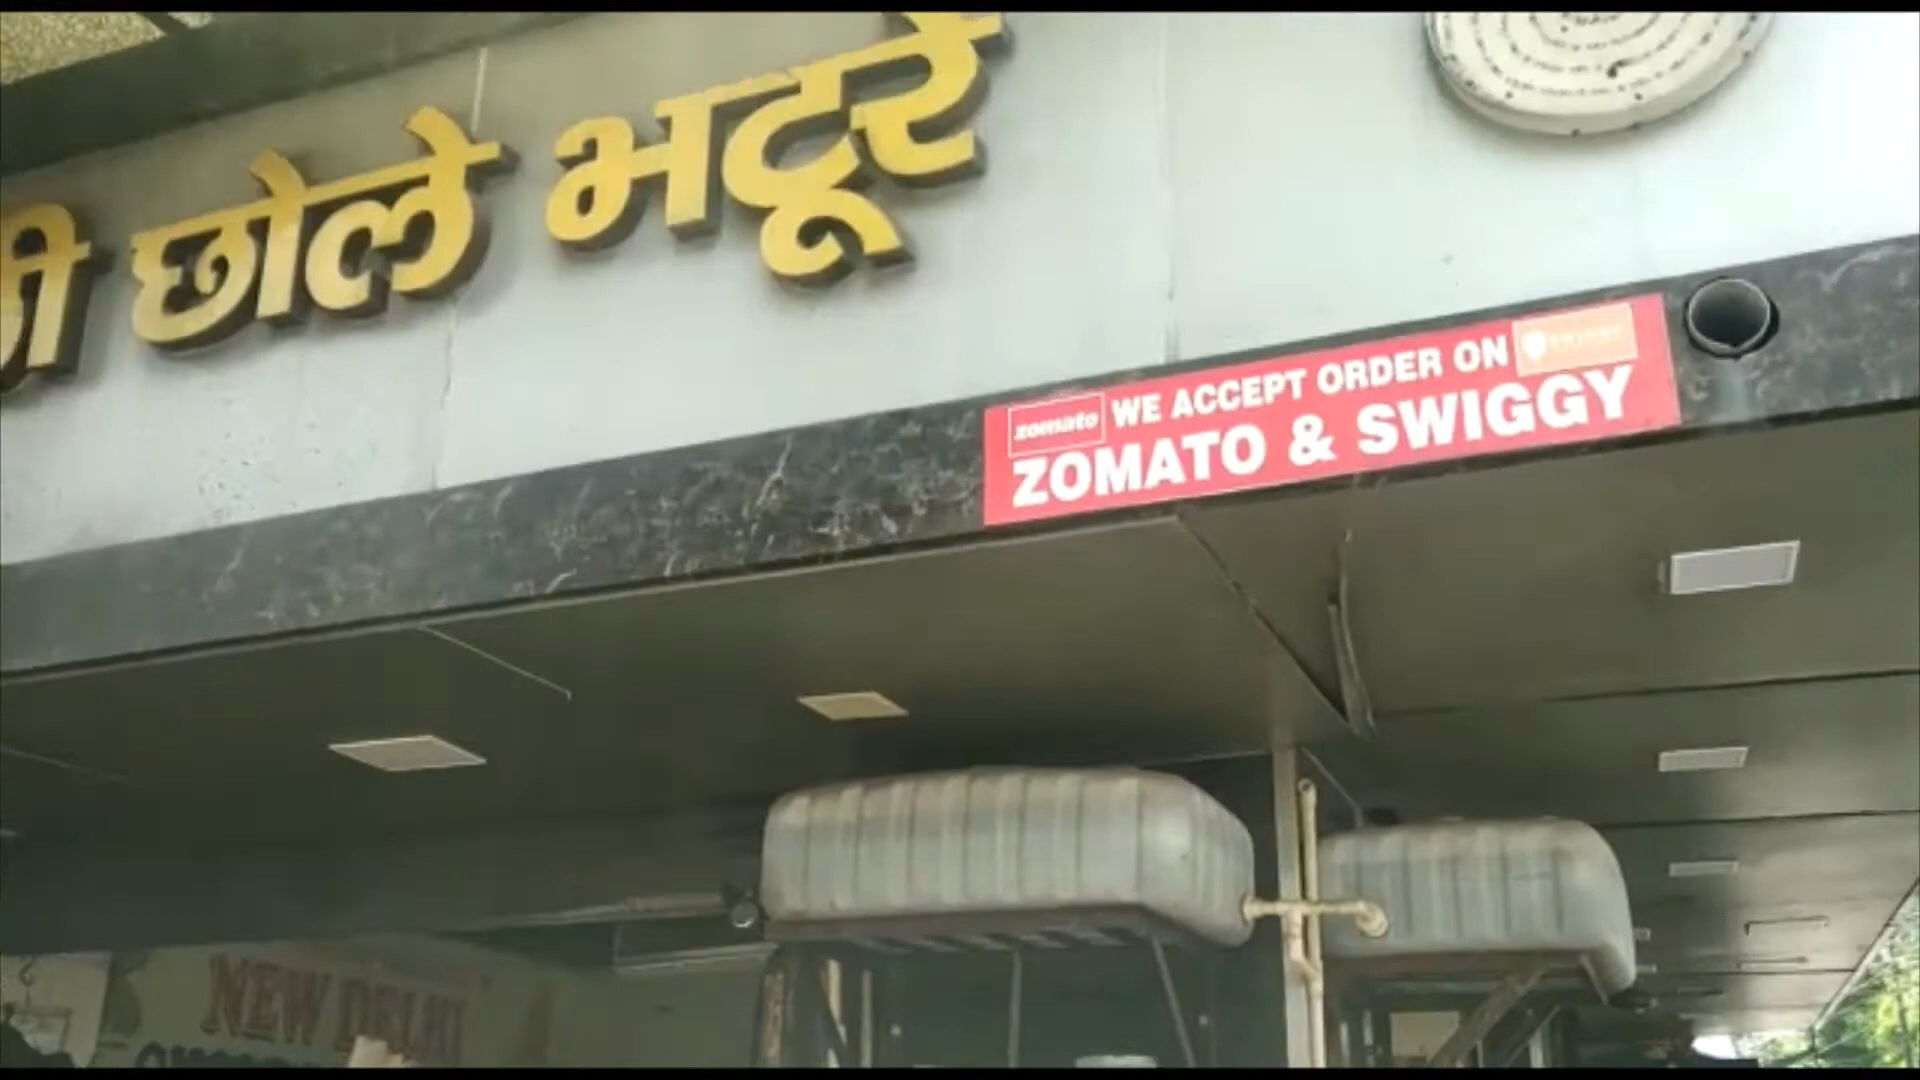 छोले भटूरे
zomato WE ACCEPT ORDER ON
ZOMATO & SWIGGY
NEW DELHI